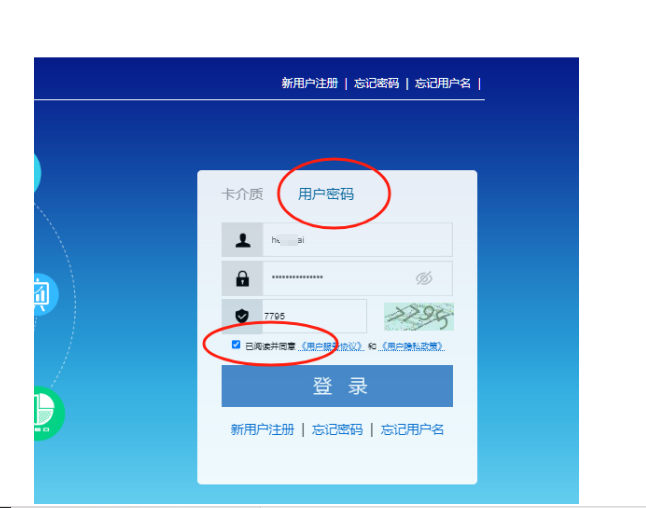 新用户注册 | 忘记密码 | 忘记用户名 |
卡介质 用户密码
7795 7795
已阅读并同意 《用户服务协议》 和 《用户隐私政策》
登 录
新用户注册 | 忘记密码 | 忘记用户名